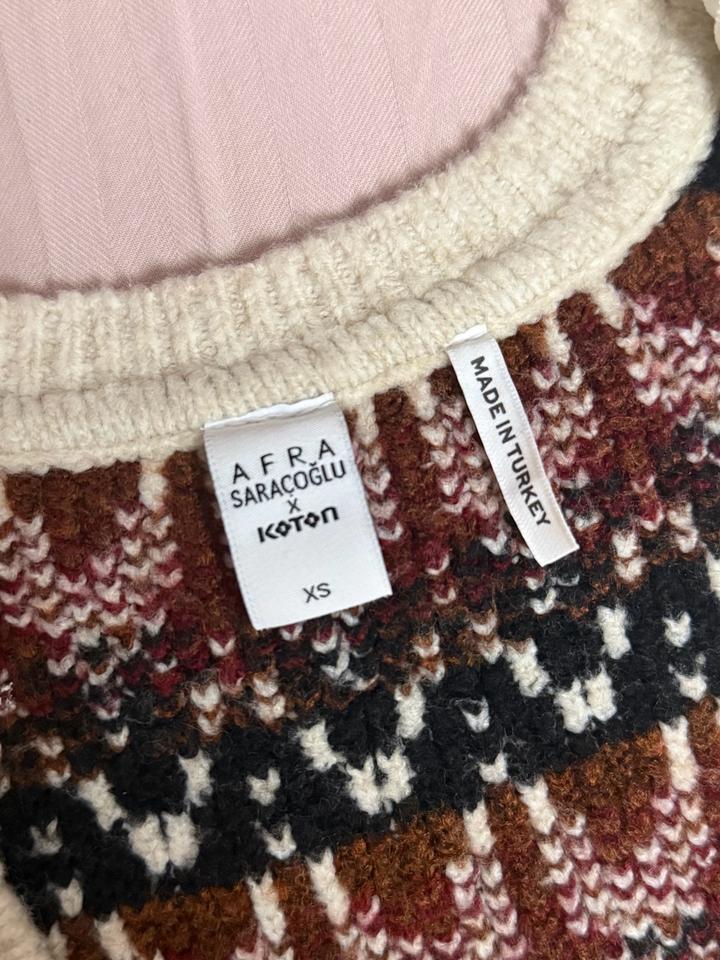 AFRA
SARAÇOĞLU
X
KOTON
XS
MADE IN TURKEY